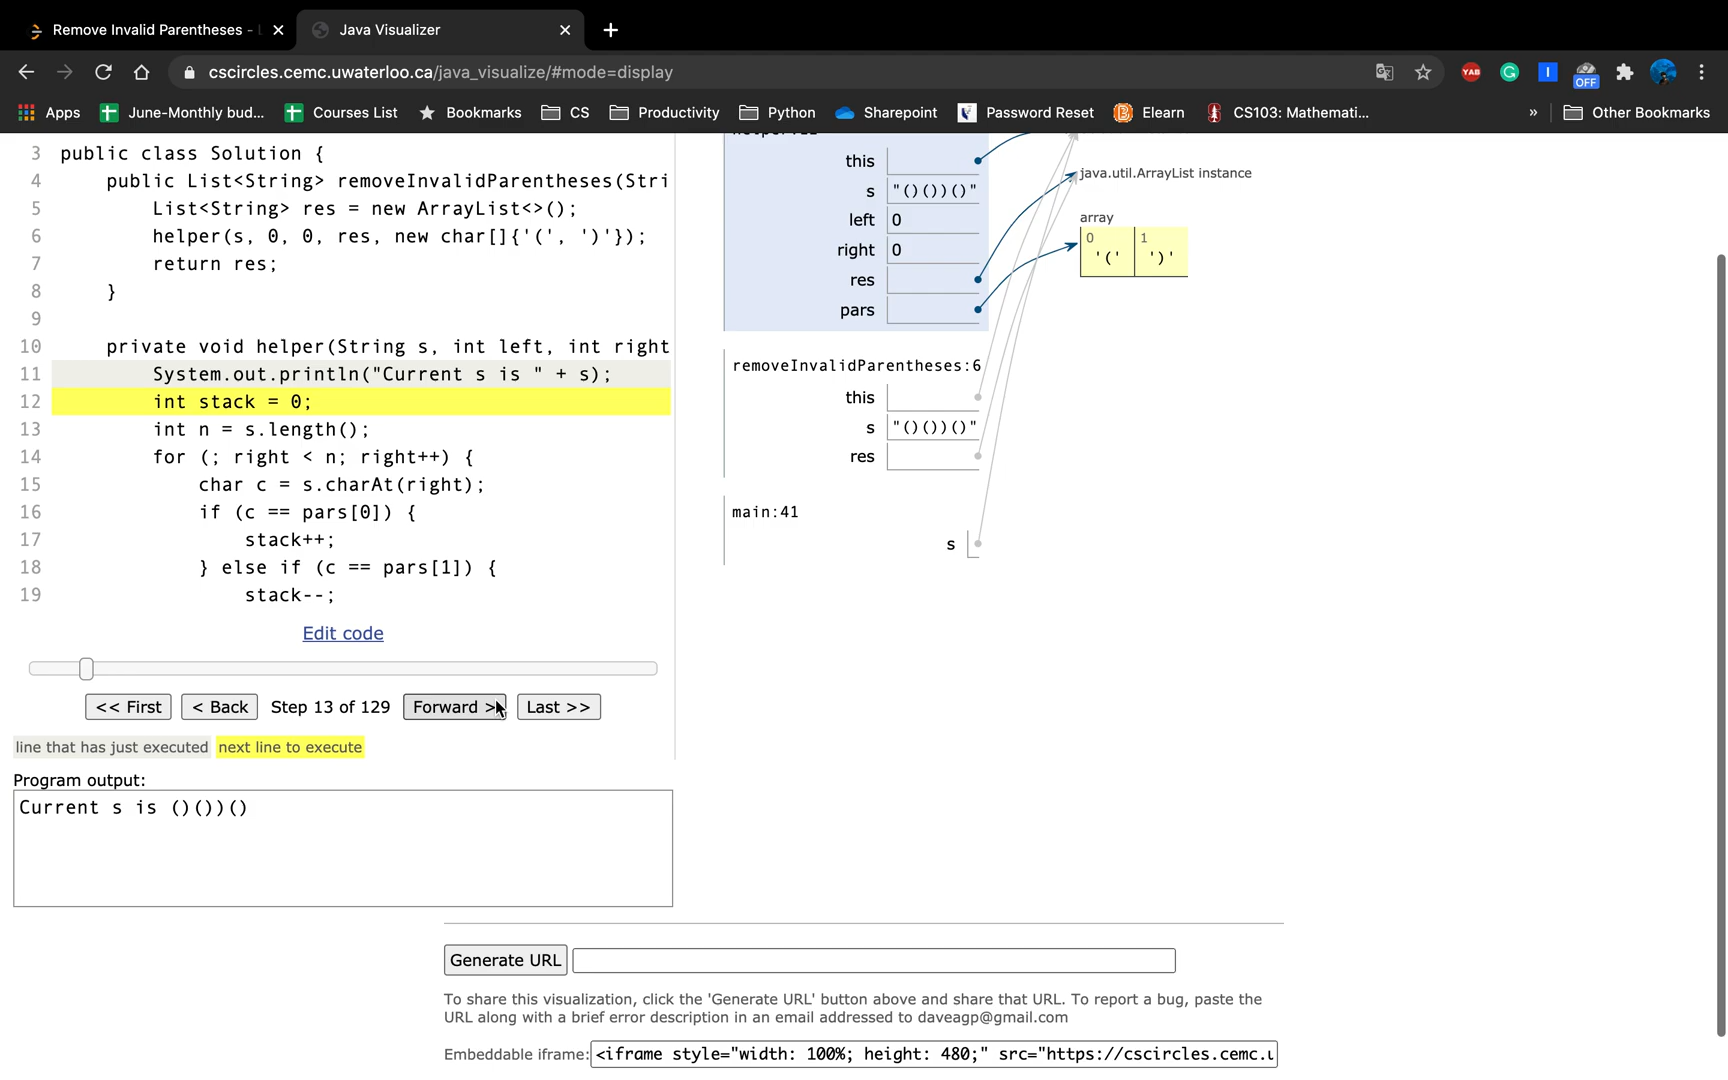 Remove Invalid Parentheses - L
Java Visualizer
cscircles.cemc.uwaterloo.ca/java_visualize/#mode=display
YAB
G
I
OFF
Apps
June-Monthly bud...
Courses List
Bookmarks
CS
Productivity
Python
Sharepoint
Password Reset
Elearn
CS103: Mathemati...
»
Other Bookmarks
3 public class Solution {
4 public List<String> removeInvalidParentheses(Stri
5 List<String> res = new ArrayList<>();
6 helper(s, 0, 0, res, new char[]{'(', ')'});
7 return res;
8 }
9
10 private void helper(String s, int left, int right
11 System.out.println("Current s is " + s);
12 int stack = 0;
13 int n = s.length();
14 for (; right < n; right++) {
15 char c = s.charAt(right);
16 if (c == pars[0]) {
17 stack++;
18 } else if (c == pars[1]) {
19 stack--;
Edit code
<< First
< Back
Step 13 of 129
Forward >
Last >>
line that has just executed next line to execute
Program output:
Current s is ()())()
this
s "()())()"
left 0
right 0
res
pars
java.util.ArrayList instance
array
0 1
'(' ')'
removeInvalidParentheses:6
this
s "()())()"
res
main:41
s
Generate URL
To share this visualization, click the 'Generate URL' button above and share that URL. To report a bug, paste the
URL along with a brief error description in an email addressed to daveagp@gmail.com
Embeddable iframe: <iframe style="width: 100%; height: 480;" src="https://cscircles.cemc.u